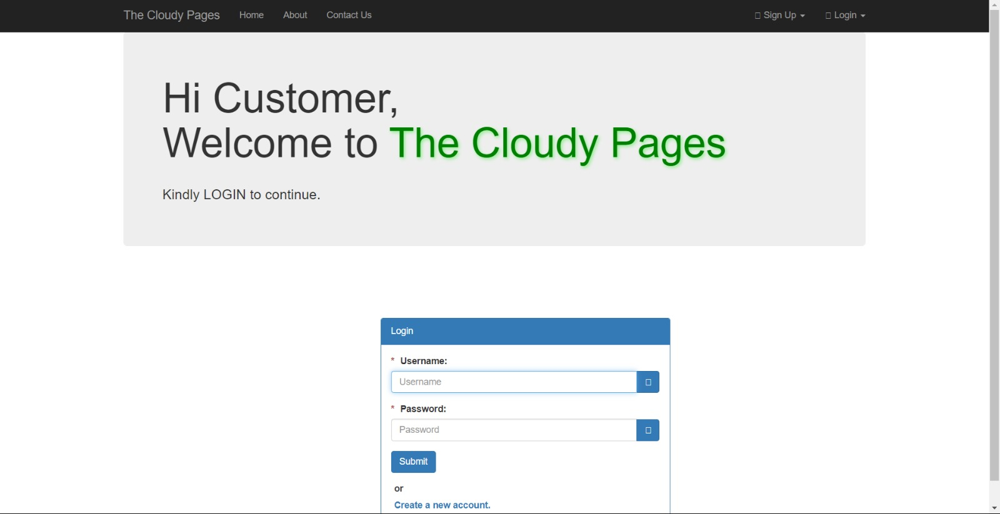 The Cloudy Pages Home About Contact Us Sign Up Login
Hi Customer,
Welcome to The Cloudy Pages
Kindly LOGIN to continue.
Login
* Username:
Username
* Password:
Password
Submit
or
Create a new account.